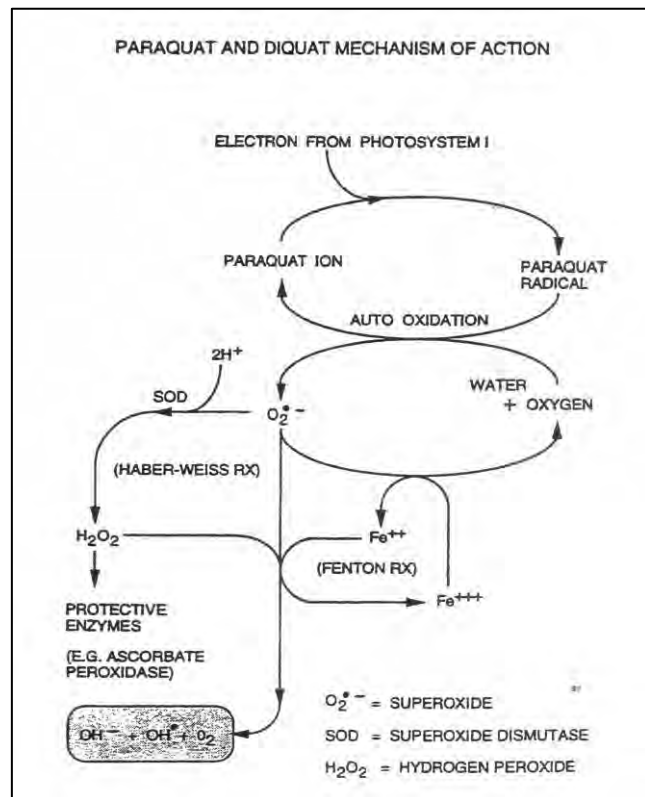 PARAQUAT AND DIQUAT MECHANISM OF ACTION
ELECTRON FROM PHOTOSYSTEM I
PARAQUAT ION
PARAQUAT
RADICAL
AUTO OXIDATION
2H⁺
SOD
O₂•⁻
WATER
+ OXYGEN
(HABER-WEISS RX)
H₂O₂
Fe⁺⁺
(FENTON RX)
Fe⁺⁺⁺
PROTECTIVE
ENZYMES
(E.G. ASCORBATE
PEROXIDASE)
OH⁻ + OH• + O₂
O₂•⁻ = SUPEROXIDE
SOD = SUPEROXIDE DISMUTASE
H₂O₂ = HYDROGEN PEROXIDE